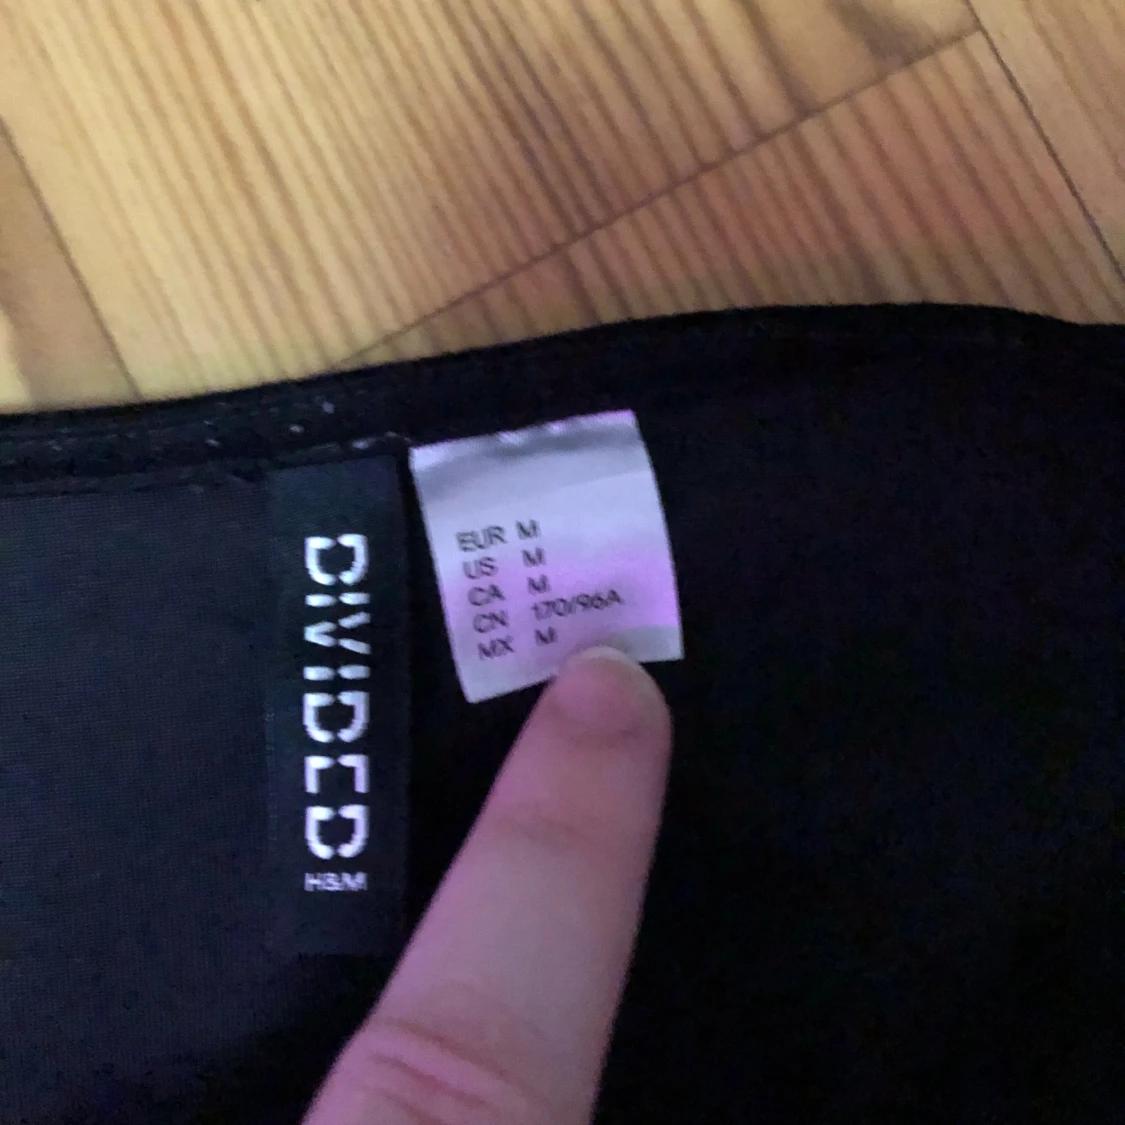 DIVIDED
H&M
EUR M
US M
CA M
CN 170/96A
MX M